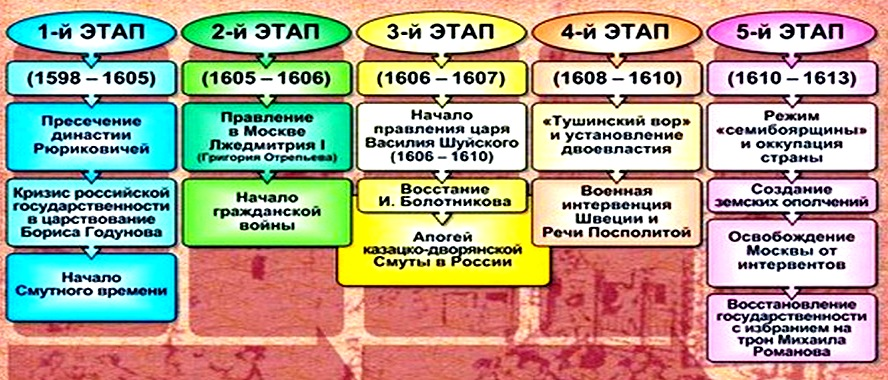 1-й ЭТАП
(1598 – 1605)
Пресечение
династии
Рюриковичей
Кризис российской
государственности
в царствование
Бориса Годунова
Начало
Смутного времени
2-й ЭТАП
(1605 – 1606)
Правление
в Москве
Лжедмитрия I
(Григория Отрепьева)
Начало
гражданской
войны
3-й ЭТАП
(1606 – 1607)
Начало
правления царя
Василия Шуйского
(1606 – 1610)
Восстание
И. Болотникова
Апогей
казацко-дворянской
Смуты в России
4-й ЭТАП
(1608 – 1610)
«Тушинский вор»
и установление
двоевластия
Военная
интервенция
Швеции и
Речи Посполитой
5-й ЭТАП
(1610 – 1613)
Режим
«семибоярщины»
и оккупация
страны
Создание
земских ополчений
Освобождение
Москвы от
интервентов
Восстановление
государственности
с избранием на
трон Михаила
Романова